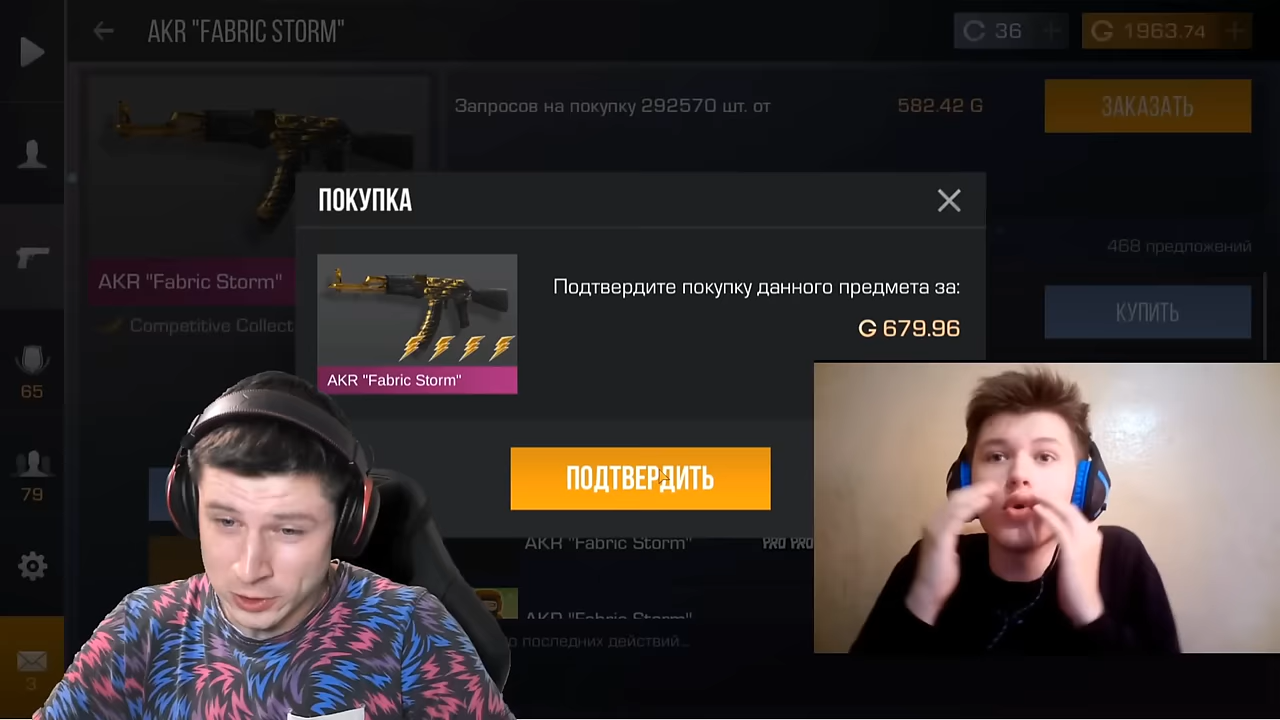 AKR "FABRIC STORM"
36
G 1963.74
Запросов на покупку 292570 шт. от
582.42 G
ЗАКАЗАТЬ
ПОКУПКА
468 предложений
AKR "Fabric Storm"
Подтвердите покупку данного предмета за:
КУПИТЬ
Competitive Collect
G 679.96
AKR "Fabric Storm"
65
ПОДТВЕРДИТЬ
79
AKR "Fabric Storm"
AKR "Fabric Storm"
последних действий...
3